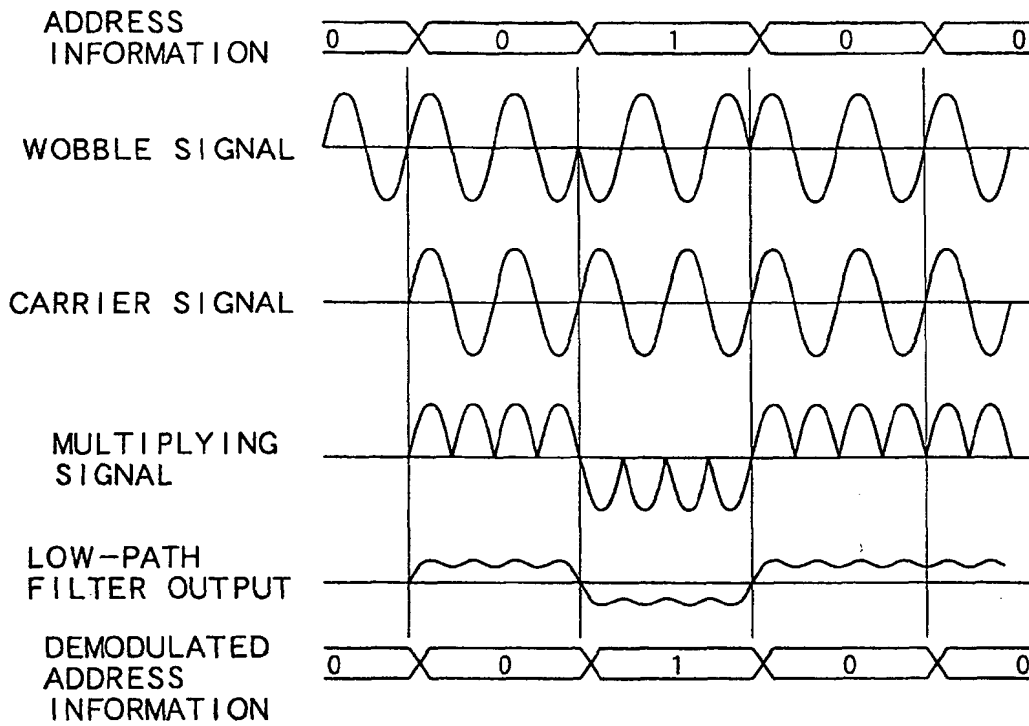 ADDRESS
INFORMATION
0 0 1 0 0
WOBBLE SIGNAL
CARRIER SIGNAL
MULTIPLYING
SIGNAL
LOW-PATH
FILTER OUTPUT
DEMODULATED
ADDRESS
INFORMATION
0 0 1 0 0